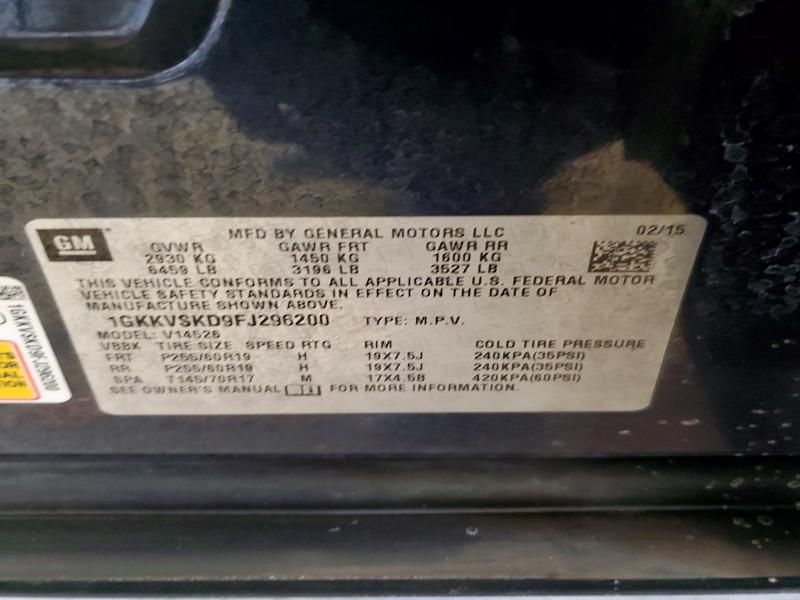 GM
MFD BY GENERAL MOTORS LLC 02/15
GVWR GAWR FRT GAWR RR
2930 KG 1450 KG 1600 KG
6459 LB 3196 LB 3527 LB
THIS VEHICLE CONFORMS TO ALL APPLICABLE U.S. FEDERAL MOTOR
VEHICLE SAFETY STANDARDS IN EFFECT ON THE DATE OF
MANUFACTURE SHOWN ABOVE.
1GKKVSKD9FJ296200 TYPE: M.P.V.
MODEL: V14526
VBBK TIRE SIZE SPEED RTG RIM COLD TIRE PRESSURE
FRT P255/60R19 H 19X7.5J 240KPA(35PSI)
RR P255/60R19 H 19X7.5J 240KPA(35PSI)
SPA T145/70R17 M 17X4.5B 420KPA(60PSI)
SEE OWNER'S MANUAL FOR MORE INFORMATION.
1GKKVSKD9FJ296200